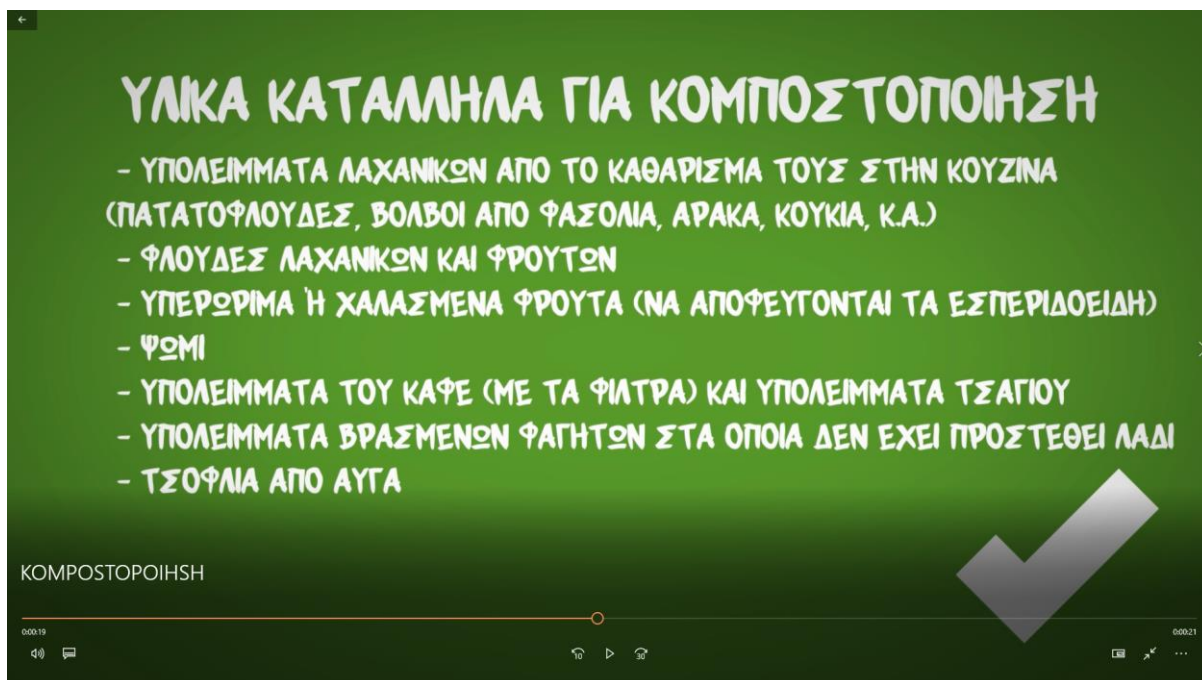 ΥΛΙΚΑ ΚΑΤΑΛΛΗΛΑ ΓΙΑ ΚΟΜΠΟΣΤΟΠΟΙΗΣΗ
- ΥΠΟΛΕΙΜΜΑΤΑ ΛΑΧΑΝΙΚΩΝ ΑΠΟ ΤΟ ΚΑΘΑΡΙΣΜΑ ΤΟΥΣ ΣΤΗΝ ΚΟΥΖΙΝΑ
(ΠΑΤΑΤΟΦΛΟΥΔΕΣ, ΒΟΛΒΟΙ ΑΠΟ ΦΑΣΟΛΙΑ, ΑΡΑΚΑ, ΚΟΥΚΙΑ, Κ.Α.)
- ΦΛΟΥΔΕΣ ΛΑΧΑΝΙΚΩΝ ΚΑΙ ΦΡΟΥΤΩΝ
- ΥΠΕΡΩΡΙΜΑ Ή ΧΑΛΑΣΜΕΝΑ ΦΡΟΥΤΑ (ΝΑ ΑΠΟΦΕΥΓΟΝΤΑΙ ΤΑ ΕΣΠΕΡΙΔΟΕΙΔΗ)
- ΨΩΜΙ
- ΥΠΟΛΕΙΜΜΑΤΑ ΤΟΥ ΚΑΦΕ (ΜΕ ΤΑ ΦΙΛΤΡΑ) ΚΑΙ ΥΠΟΛΕΙΜΜΑΤΑ ΤΣΑΓΙΟΥ
- ΥΠΟΛΕΙΜΜΑΤΑ ΒΡΑΣΜΕΝΩΝ ΦΑΓΗΤΩΝ ΣΤΑ ΟΠΟΙΑ ΔΕΝ ΕΧΕΙ ΠΡΟΣΤΕΘΕΙ ΛΑΔΙ
- ΤΣΟΦΛΙΑ ΑΠΟ ΑΥΓΑ
KOMPOSTOPOIHSH
0:00:19
0:00:21
10
30